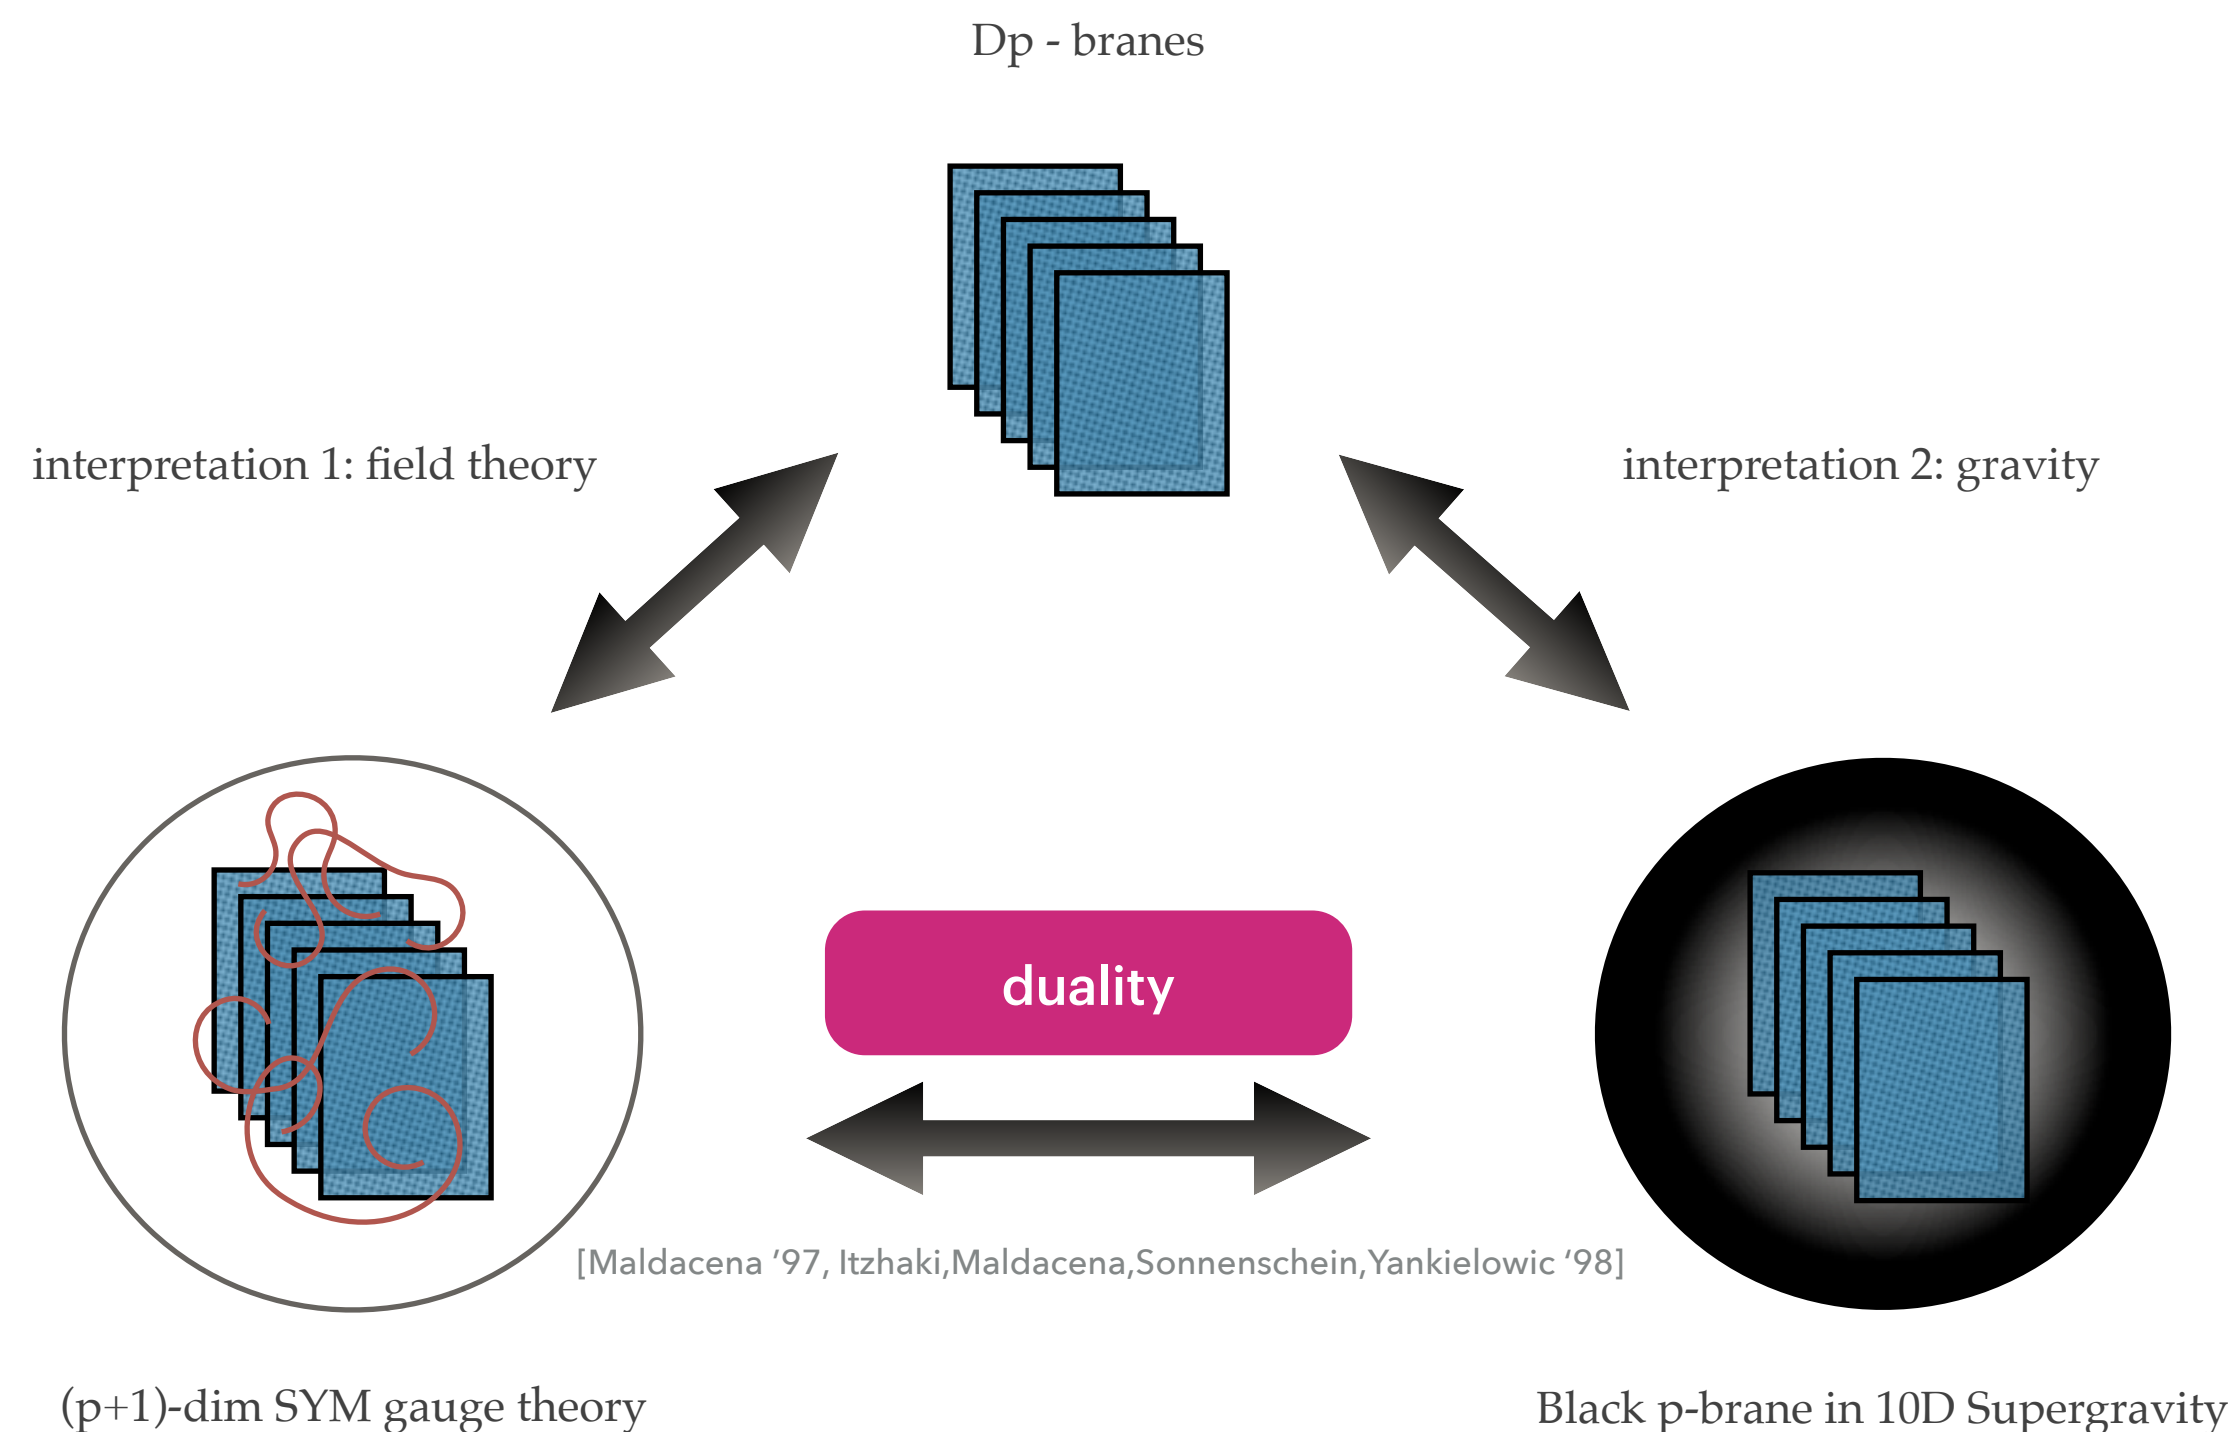 Dp - branes
interpretation 1: field theory
interpretation 2: gravity
duality
[Maldacena ‘97, Itzhaki,Maldacena,Sonnenschein,Yankielowic ‘98]
(p+1)-dim SYM gauge theory
Black p-brane in 10D Supergravity